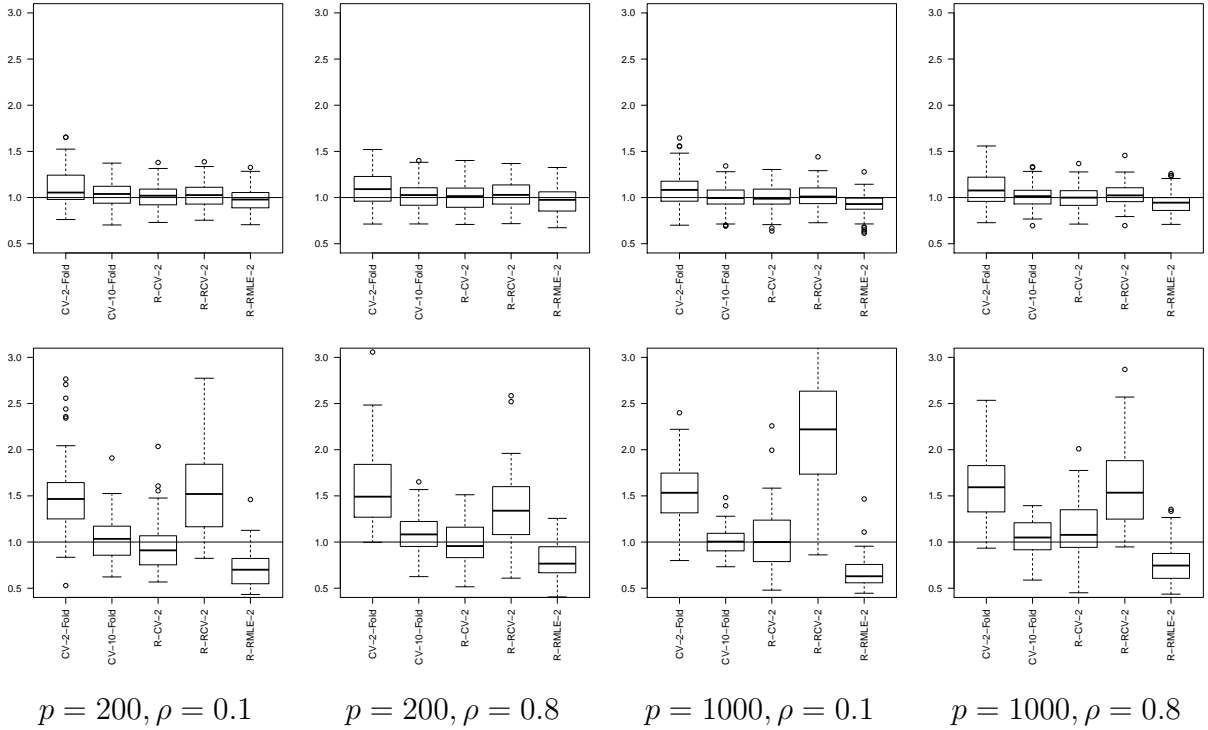 3.0 3.0 3.0 3.0
2.5 2.5 2.5 2.5
2.0 2.0 2.0 2.0
1.5 1.5 1.5 1.5
1.0 1.0 1.0 1.0
0.5 0.5 0.5 0.5
CV−2−Fold CV−10−Fold R−CV−2 R−RCV−2 R−RMLE−2 CV−2−Fold CV−10−Fold R−CV−2 R−RCV−2 R−RMLE−2 CV−2−Fold CV−10−Fold R−CV−2 R−RCV−2 R−RMLE−2 CV−2−Fold CV−10−Fold R−CV−2 R−RCV−2 R−RMLE−2
3.0 3.0 3.0 3.0
2.5 2.5 2.5 2.5
2.0 2.0 2.0 2.0
1.5 1.5 1.5 1.5
1.0 1.0 1.0 1.0
0.5 0.5 0.5 0.5
CV−2−Fold CV−10−Fold R−CV−2 R−RCV−2 R−RMLE−2 CV−2−Fold CV−10−Fold R−CV−2 R−RCV−2 R−RMLE−2 CV−2−Fold CV−10−Fold R−CV−2 R−RCV−2 R−RMLE−2 CV−2−Fold CV−10−Fold R−CV−2 R−RCV−2 R−RMLE−2
p = 200, ρ = 0.1 p = 200, ρ = 0.8 p = 1000, ρ = 0.1 p = 1000, ρ = 0.8